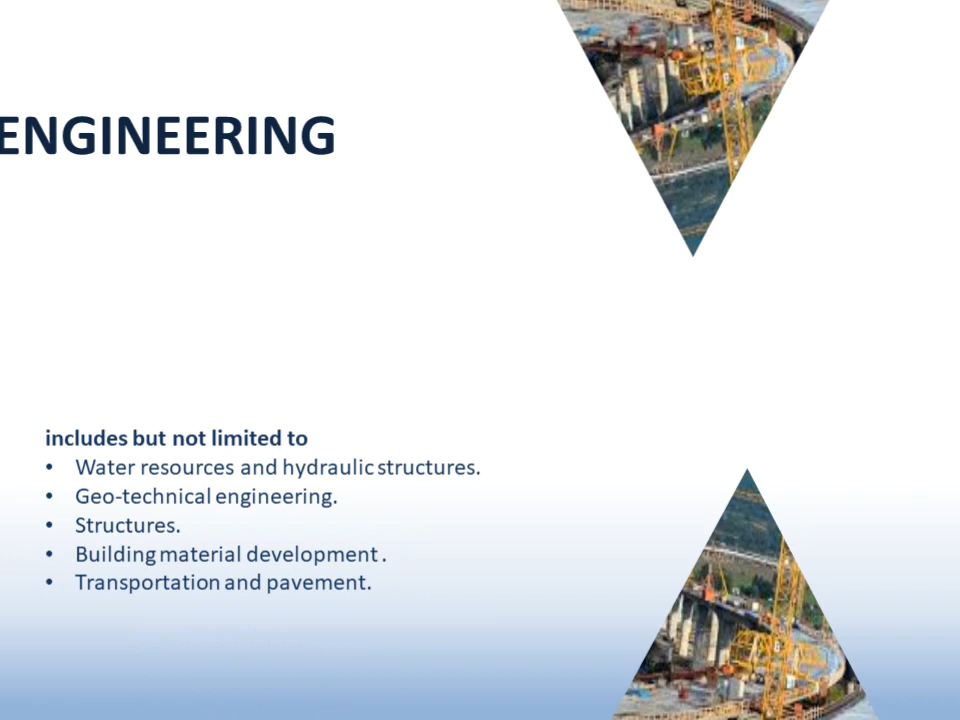 ENGINEERING
includes but not limited to
• Water resources and hydraulic structures.
• Geo-technical engineering.
• Structures.
• Building material development .
• Transportation and pavement.